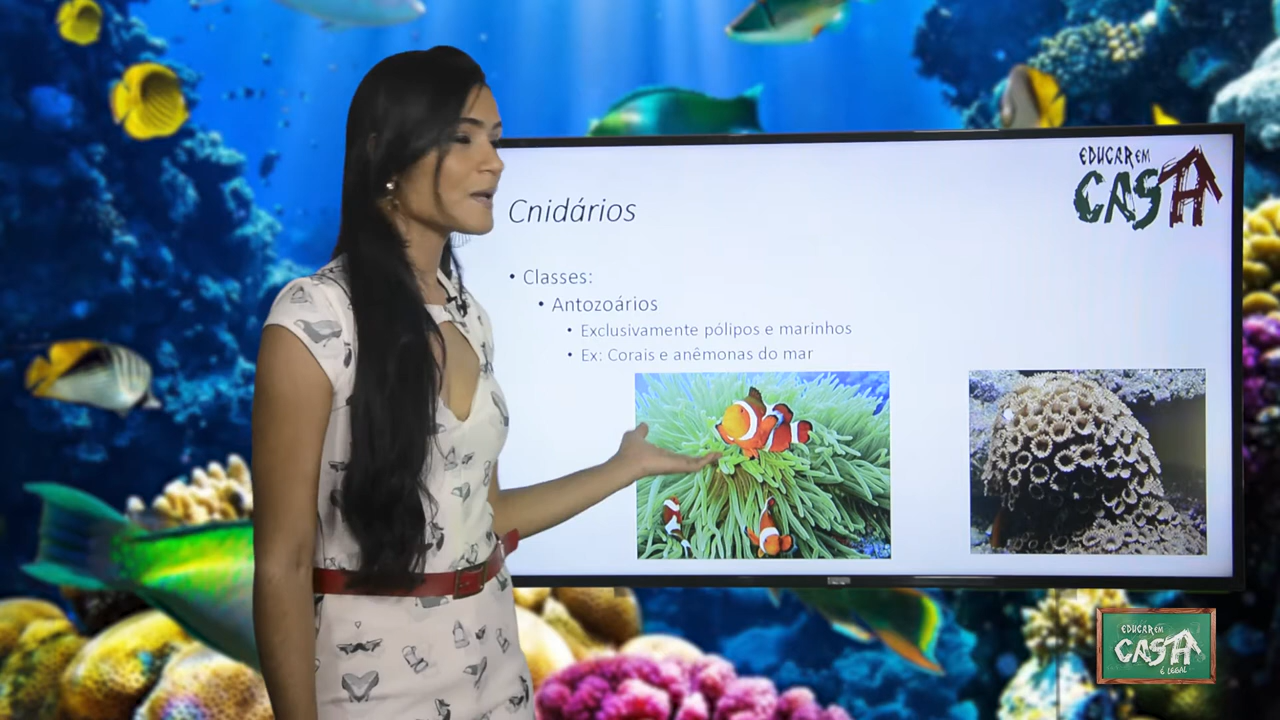 EDUCAR EM
CASA
Cnidários
• Classes:
• Antozoários
• Exclusivamente pólipos e marinhos
• Ex: Corais e anêmonas do mar
EDUCAR EM
CASA
É LEGAL